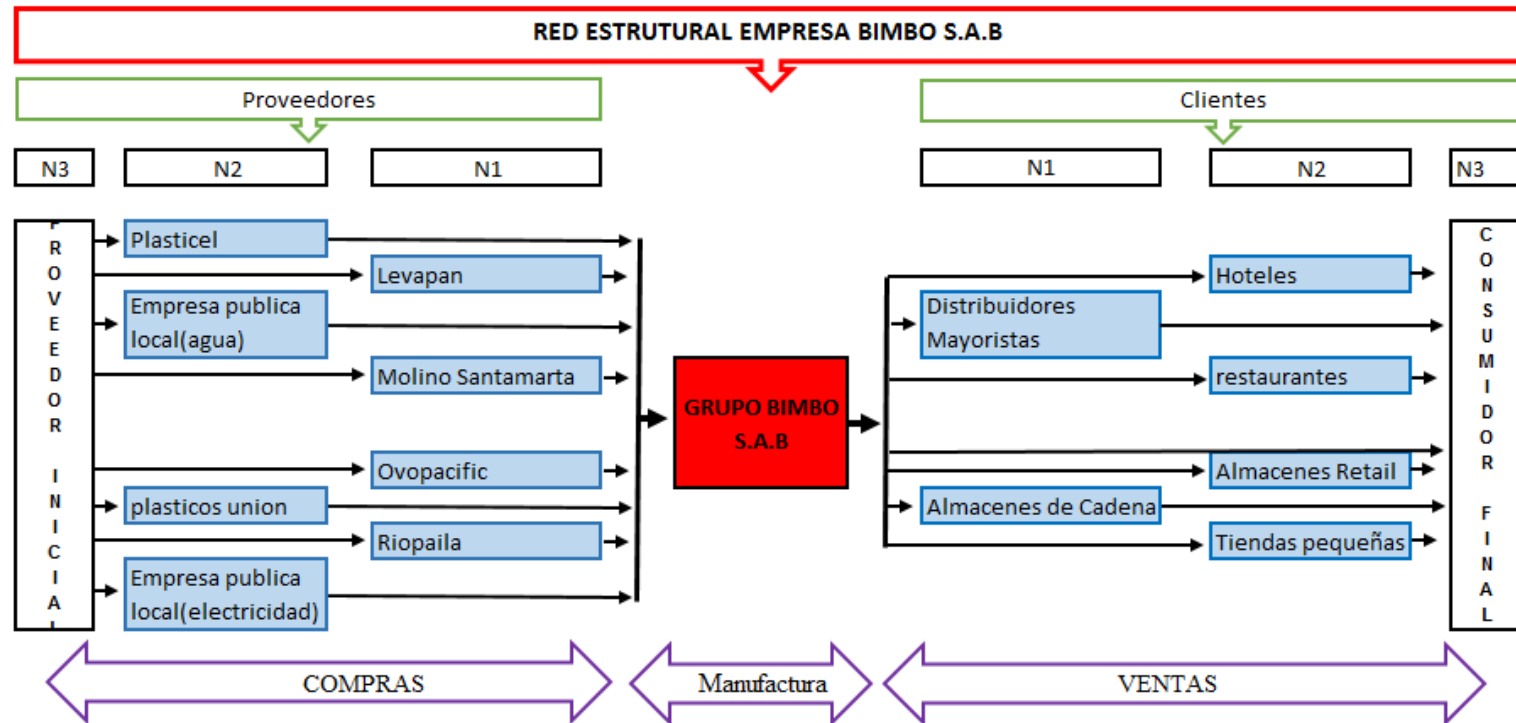 RED ESTRUTURAL EMPRESA BIMBO S.A.B
Proveedores
Clientes
N3
N2
N1
N1
N2
N3
PROVEEDOR INICIAL
Plasticel
Levapan
Empresa publica
local(agua)
Molino Santamarta
Ovopacific
plasticos union
Riopaila
Empresa publica
local(electricidad)
GRUPO BIMBO
S.A.B
Hoteles
Distribuidores
Mayoristas
restaurantes
Almacenes Retail
Almacenes de Cadena
Tiendas pequeñas
CONSUMIDOR FINAL
COMPRAS
Manufactura
VENTAS